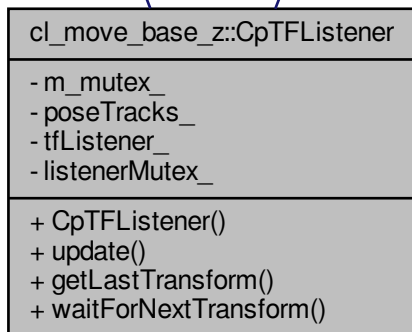 cl_move_base_z::CpTFListener
- m_mutex_
- poseTracks_
- tfListener_
- listenerMutex_
+ CpTFListener()
+ update()
+ getLastTransform()
+ waitForNextTransform()